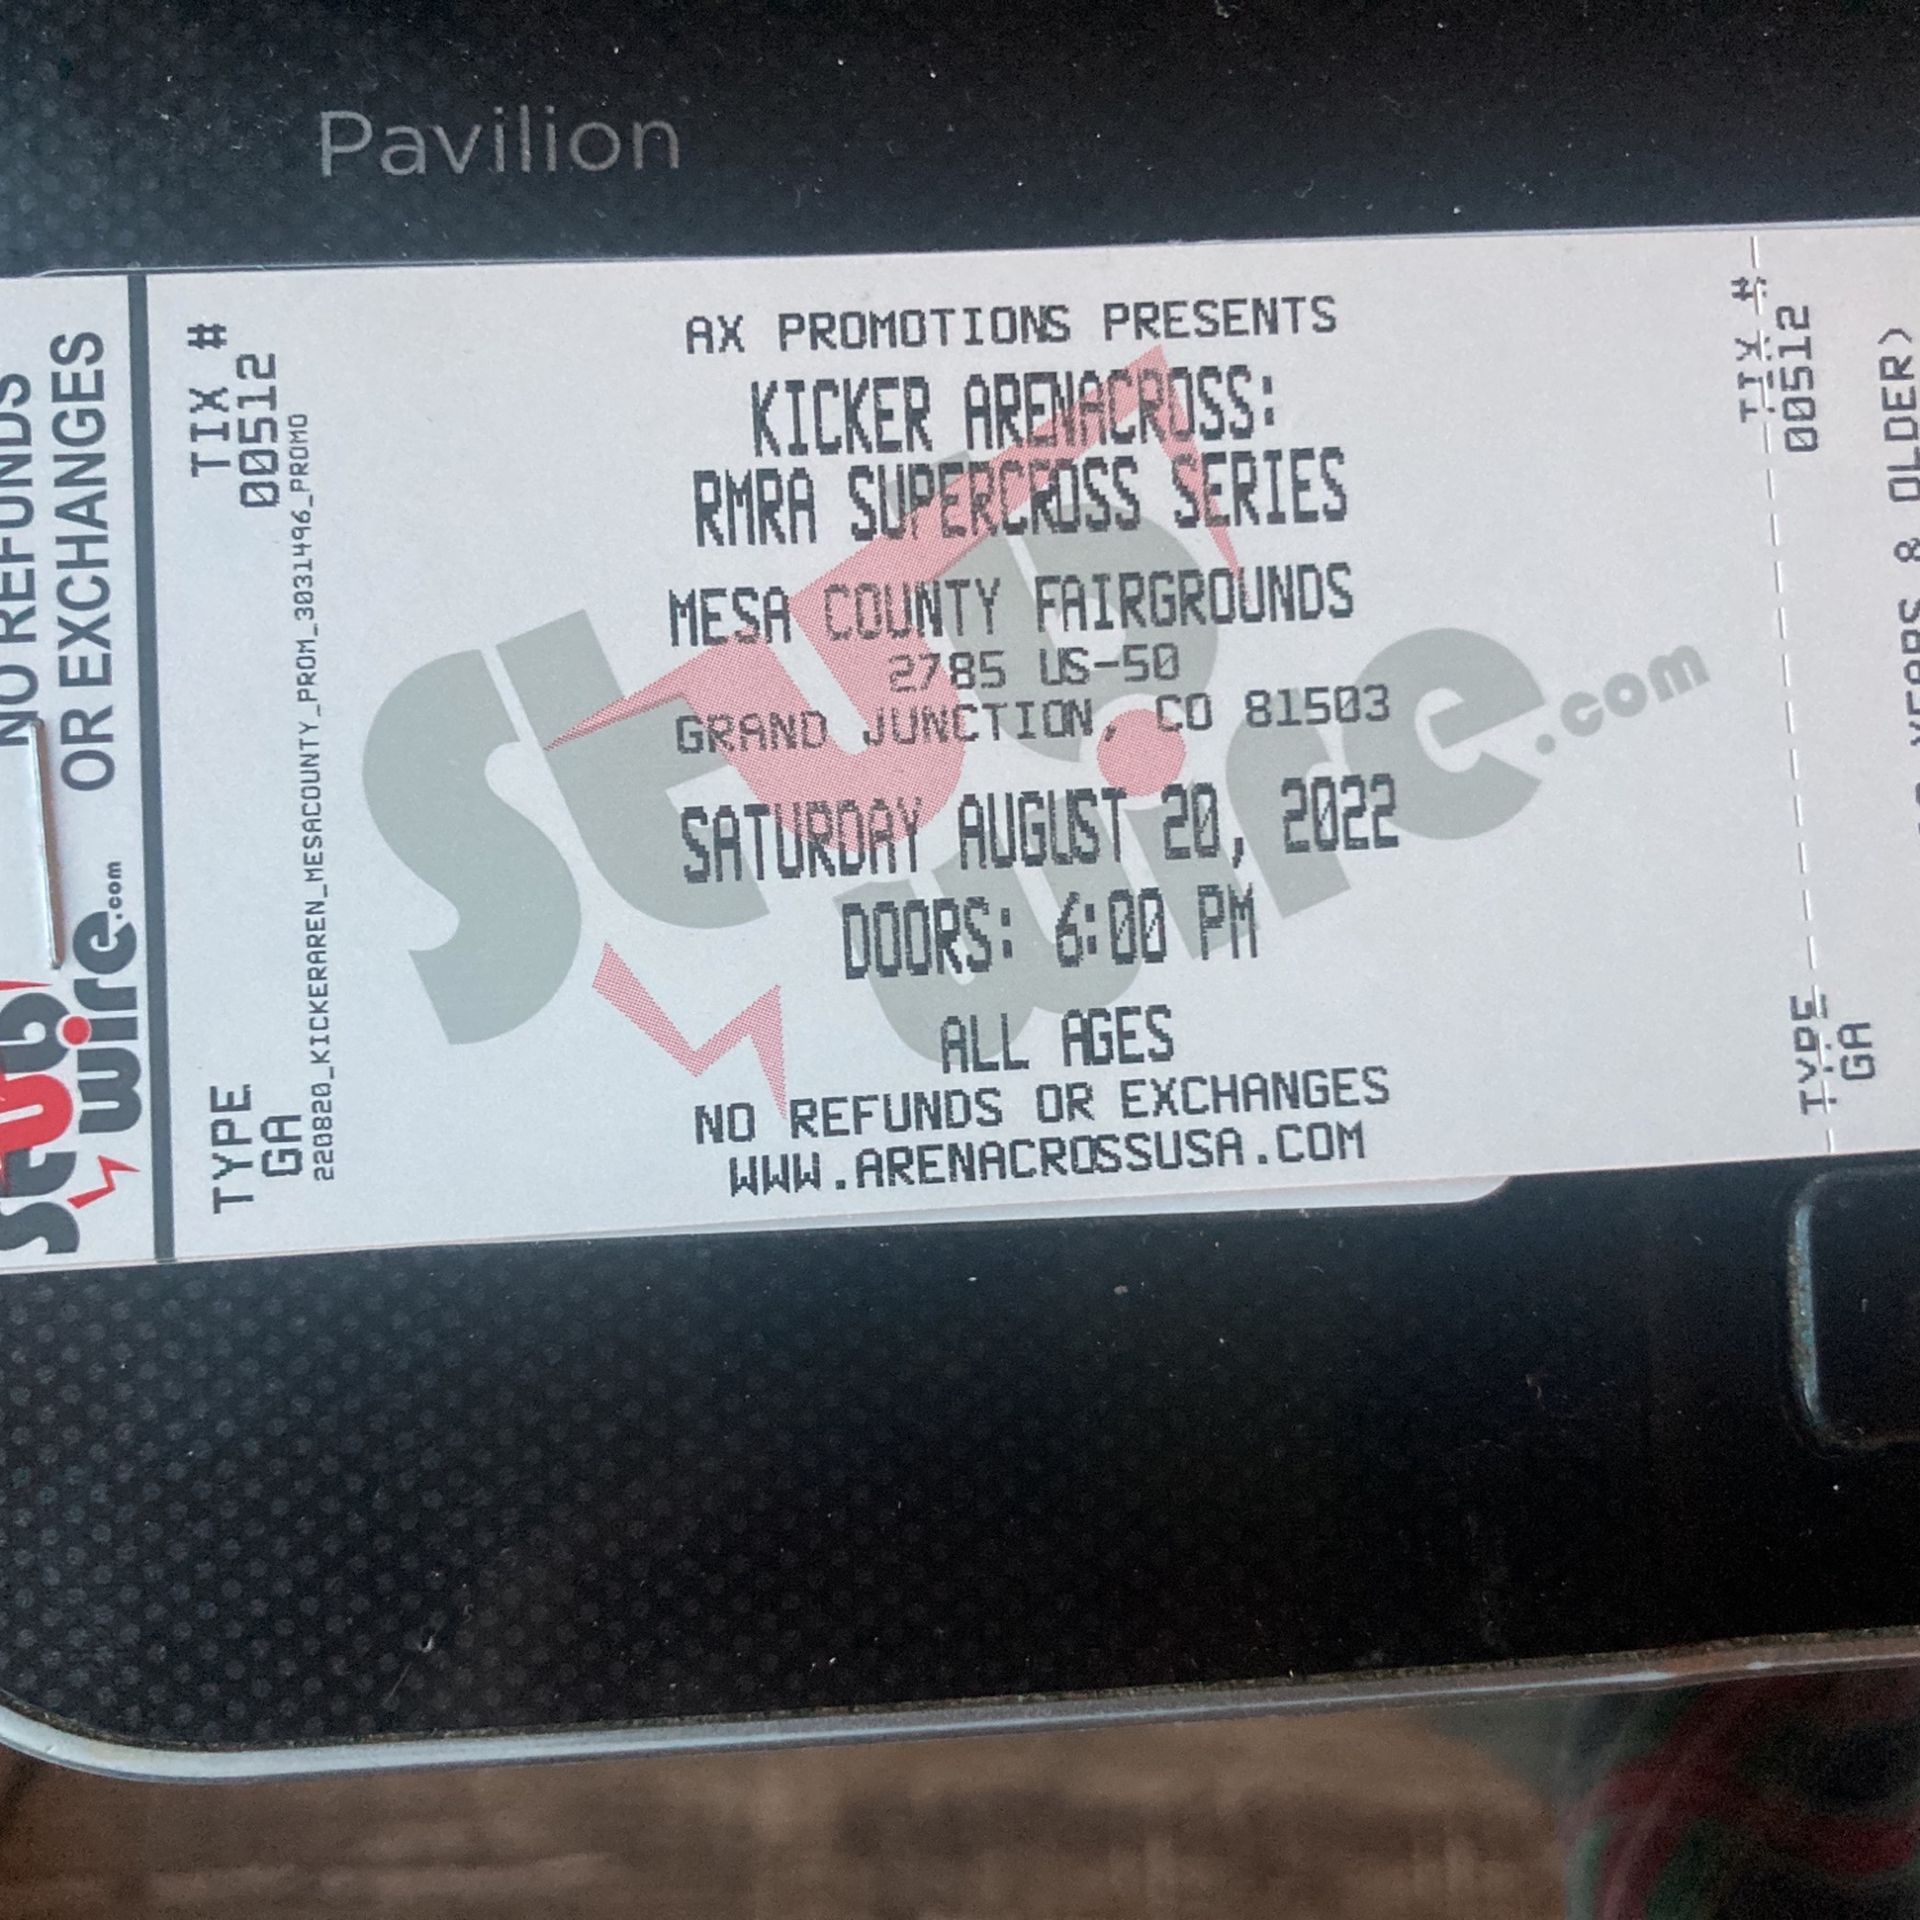 Pavilion
NO REFUNDS
OR EXCHANGES
Stub
wire.com
TIX #
00512
TYPE
GA
220820_KICKERAREN_MESACOUNTY_PROM_3031496_PROMO
AX PROMOTIONS PRESENTS
KICKER ARENACROSS:
RMRA SUPERCROSS SERIES
MESA COUNTY FAIRGROUNDS
2785 US-50
GRAND JUNCTION, CO 81503
SATURDAY AUGUST 20, 2022
DOORS: 6:00 PM
ALL AGES
NO REFUNDS OR EXCHANGES
WWW.ARENACROSSUSA.COM
Stub
wire.com
TIX #
00512
TYPE
GA
YEARS & OLDER)